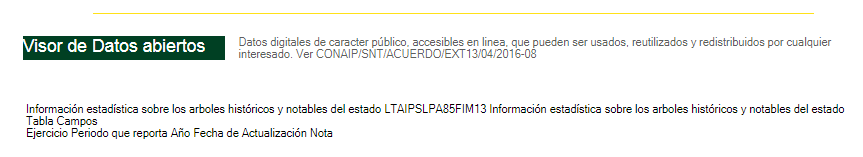 Visor de Datos abiertos
Datos digitales de caracter público, accesibles en linea, que pueden ser usados, reutilizados y redistribuidos por cualquier
interesado. Ver CONAIP/SNT/ACUERDO/EXT13/04/2016-08
Información estadística sobre los arboles históricos y notables del estado LTAIPSLPA85FIM13 Información estadística sobre los arboles históricos y notables del estado
Tabla Campos
Ejercicio Periodo que reporta Año Fecha de Actualización Nota